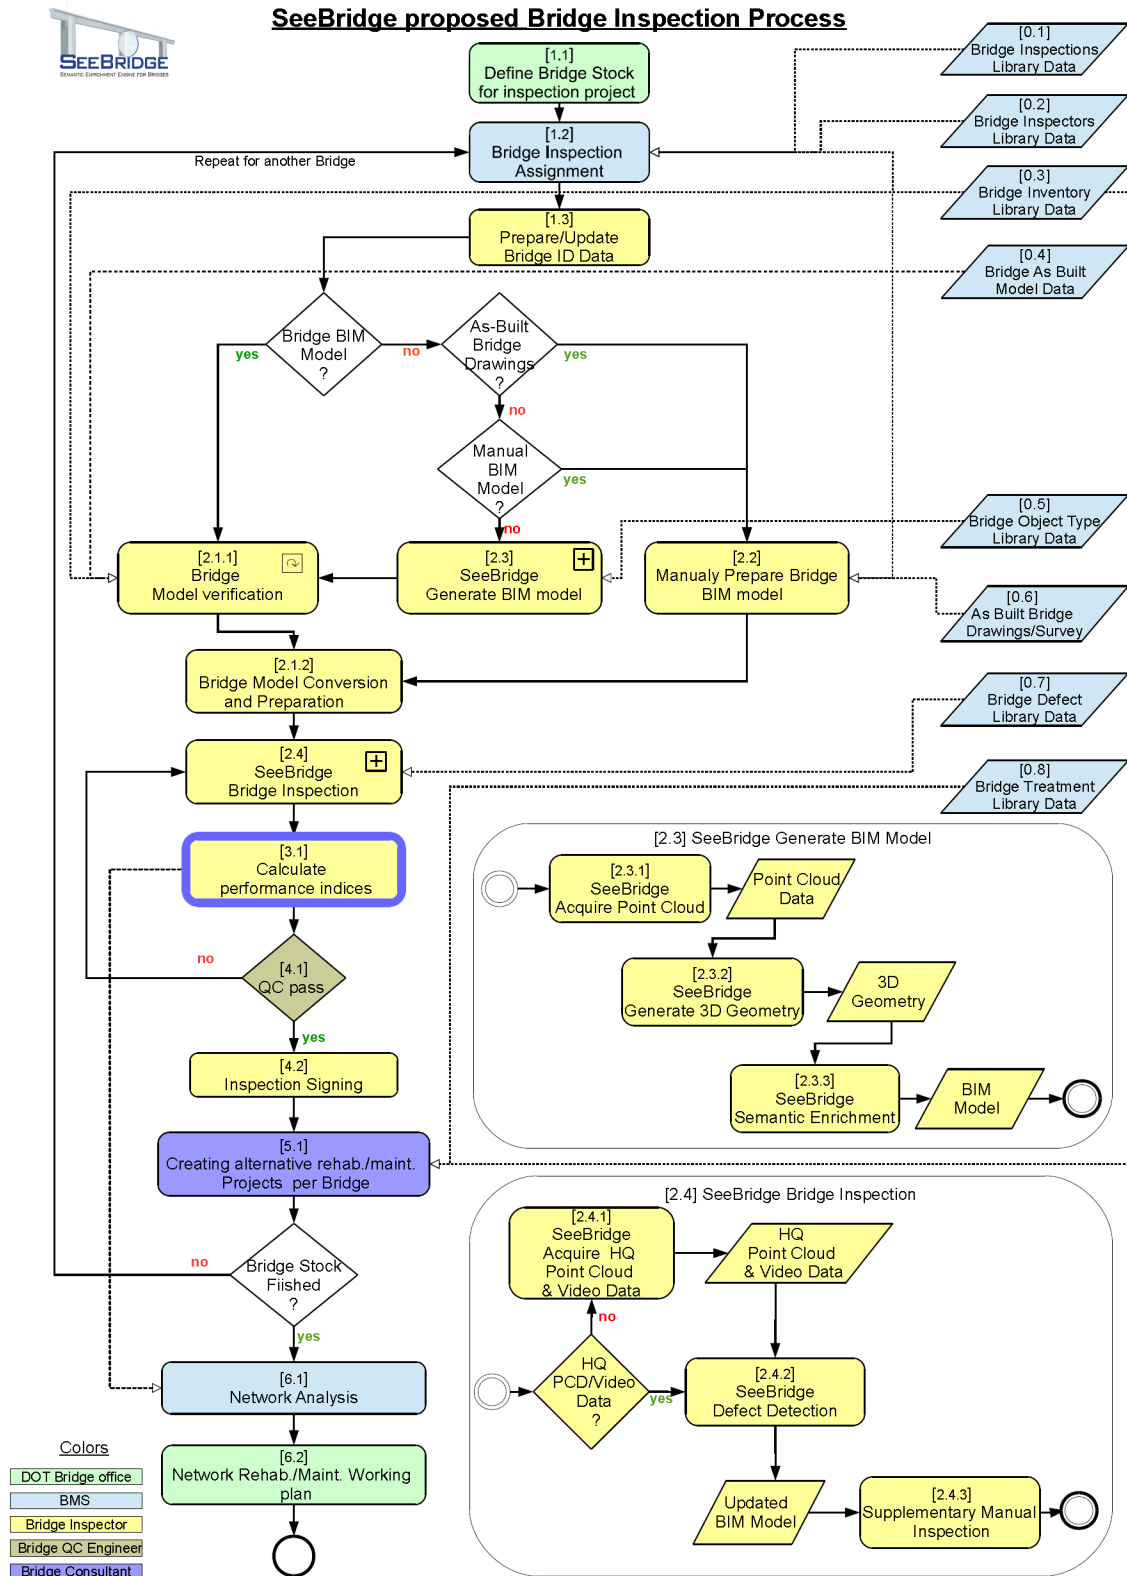 SeeBridge proposed Bridge Inspection Process
SEEBRIDGE
SEMANTIC ENRICHMENT ENGINE FOR BRIDGES
[1.1]
Define Bridge Stock
for inspection project
[0.1]
Bridge Inspections
Library Data
[1.2]
Bridge Inspection
Assignment
[0.2]
Bridge Inspectors
Library Data
Repeat for another Bridge
[0.3]
Bridge Inventory
Library Data
[1.3]
Prepare/Update
Bridge ID Data
[0.4]
Bridge As Built
Model Data
Bridge BIM
Model
?
yes
no
As-Built
Bridge
Drawings
?
yes
no
Manual
BIM
Model
?
yes
no
[0.5]
Bridge Object Type
Library Data
[2.1.1]
Bridge
Model verification
[2.3]
SeeBridge
Generate BIM model
[2.2]
Manualy Prepare Bridge
BIM model
[0.6]
As Built Bridge
Drawings/Survey
[2.1.2]
Bridge Model Conversion
and Preparation
[0.7]
Bridge Defect
Library Data
[2.4]
SeeBridge
Bridge Inspection
[0.8]
Bridge Treatment
Library Data
[3.1]
Calculate
performance indices
[2.3] SeeBridge Generate BIM Model
[2.3.1]
SeeBridge
Acquire Point Cloud
Point Cloud
Data
[2.3.2]
SeeBridge
Generate 3D Geometry
3D
Geometry
[2.3.3]
SeeBridge
Semantic Enrichment
BIM
Model
no
[4.1]
QC pass
yes
[4.2]
Inspection Signing
[5.1]
Creating alternative rehab./maint.
Projects per Bridge
no
Bridge Stock
Fiished
?
yes
[2.4] SeeBridge Bridge Inspection
[2.4.1]
SeeBridge
Acquire HQ
Point Cloud
& Video Data
HQ
Point Cloud
& Video Data
no
HQ
PCD/Video
Data
?
yes
[2.4.2]
SeeBridge
Defect Detection
Updated
BIM Model
[2.4.3]
Supplementary Manual
Inspection
[6.1]
Network Analysis
[6.2]
Network Rehab./Maint. Working
plan
Colors
DOT Bridge office
BMS
Bridge Inspector
Bridge QC Engineer
Bridge Consultant